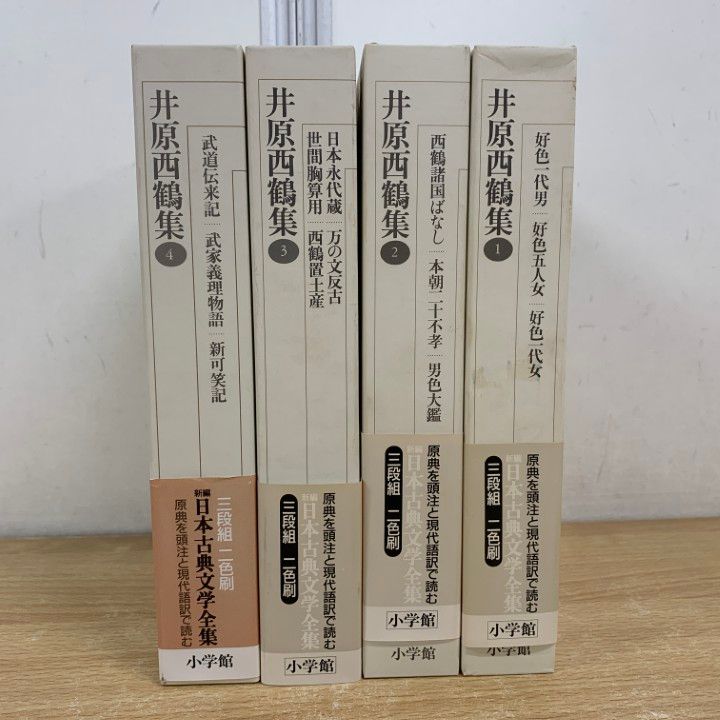 井原西鶴集
4
武道伝来記
武家義理物語
新可笑記
三段組 二色刷
新編 日本古典文学全集
原典を頭注と現代語訳で読む
小学館
井原西鶴集
3
日本永代蔵
万の文反古
世間胸算用
西鶴置土産
原典を頭注と現代語訳で読む
新編 日本古典文学全集
三段組 二色刷
小学館
井原西鶴集
2
西鶴諸国ばなし
本朝二十不孝
男色大鑑
原典を頭注と現代語訳で読む
新編 日本古典文学全集
三段組 二色刷
小学館
小学館
井原西鶴集
1
好色一代男
好色五人女
好色一代女
原典を頭注と現代語訳で読む
新編 日本古典文学全集
三段組 二色刷
小学館
小学館